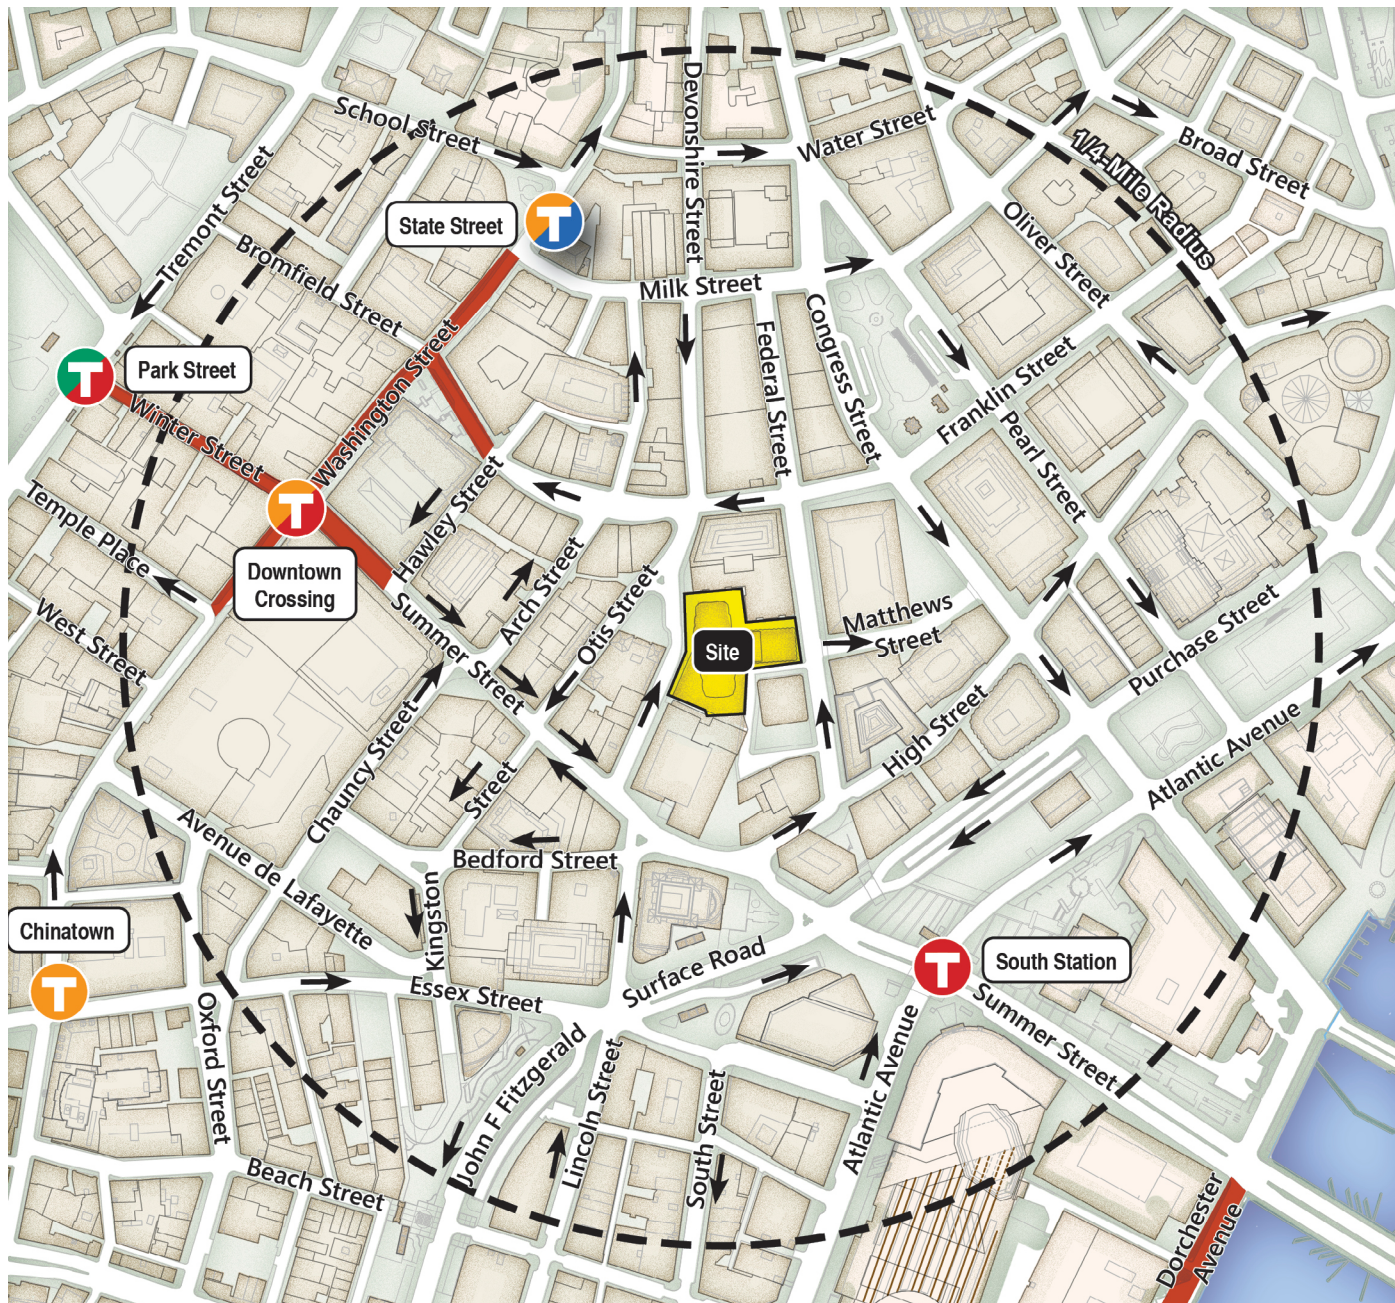 School Street
Devonshire Street
Water Street
Broad Street
1/4-Mile Radius
Tremont Street
State Street
T
Oliver Street
Bromfield Street
Milk Street
Congress Street
Federal Street
Washington Street
Park Street
T
Franklin Street
Winter Street
Pearl Street
Hawley Street
T
Temple Place
Downtown
Crossing
Arch Street
Otis Street
Matthews
Street
Site
West Street
Summer Street
Purchase Street
High Street
Atlantic Avenue
Chauncy Street
Street
Avenue de Lafayette
Bedford Street
Kingston
Chinatown
T
Surface Road
T
South Station
Essex Street
Oxford Street
Summer Street
John F Fitzgerald
Lincoln Street
South Street
Atlantic Avenue
Beach Street
Dorchester
Avenue